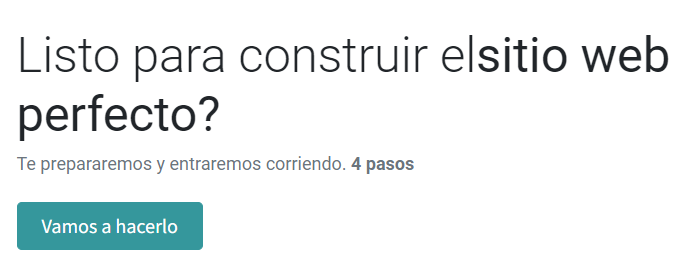 Listo para construir elsitio web
perfecto?
Te prepararemos y entraremos corriendo. 4 pasos
Vamos a hacerlo